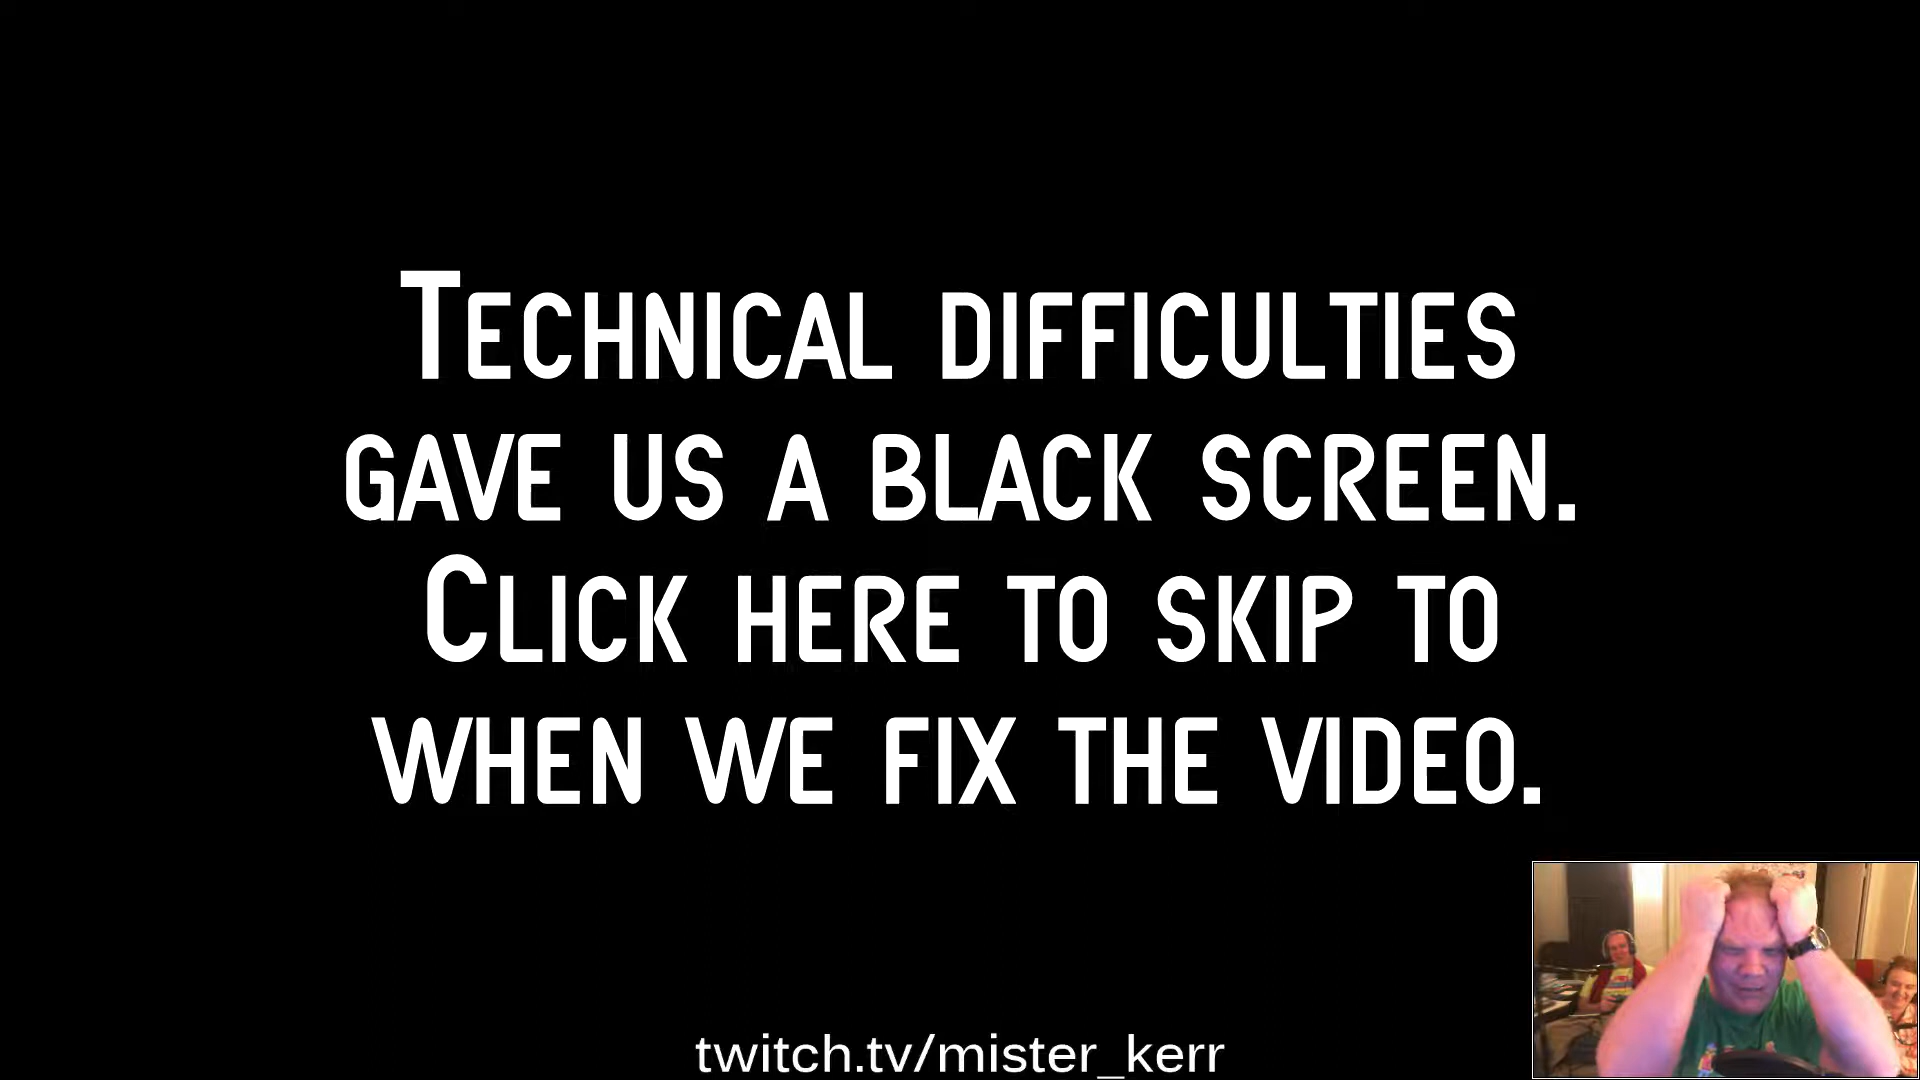 Technical difficulties
gave us a black screen.
Click here to skip to
when we fix the video.
twitch.tv/mister_kerr